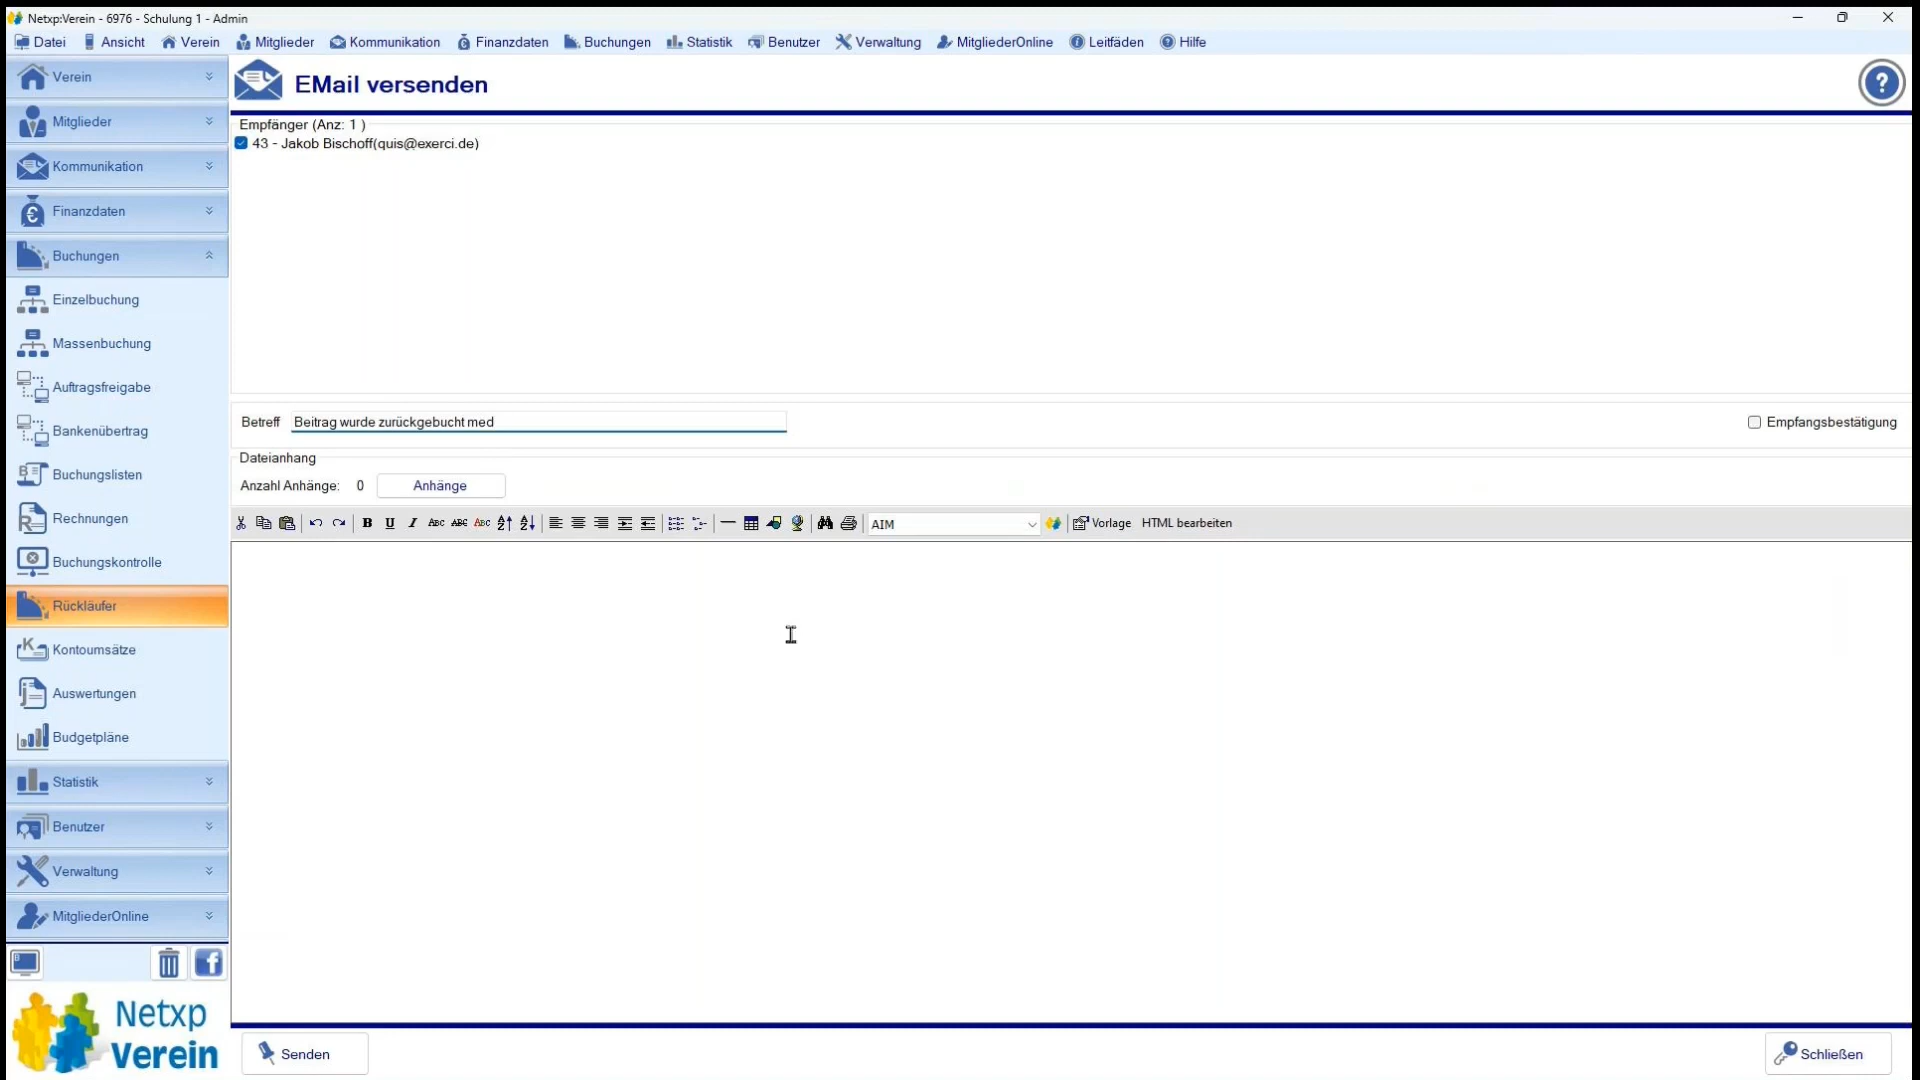 Netxp:Verein - 6976 - Schulung 1 - Admin
Datei Ansicht Verein Mitglieder Kommunikation Finanzdaten Buchungen Statistik Benutzer Verwaltung MitgliederOnline Leitfäden Hilfe
Verein
EMail versenden
Mitglieder
Kommunikation
Finanzdaten
Buchungen
Einzelbuchung
Massenbuchung
Auftragsfreigabe
Bankenübertrag
Buchungslisten
Rechnungen
Buchungskontrolle
Rückläufer
Kontoumsätze
Auswertungen
Budgetpläne
Statistik
Benutzer
Verwaltung
MitgliederOnline
Netxp
Verein
Empfänger (Anz: 1 )
43 - Jakob Bischoff(quis@exerci.de)
Betreff Beitrag wurde zurückgebucht med Empfangsbestätigung
Dateianhang
Anzahl Anhänge: 0 Anhänge
B U I ABC ABC ABC AIM Vorlage HTML bearbeiten
Senden Schließen